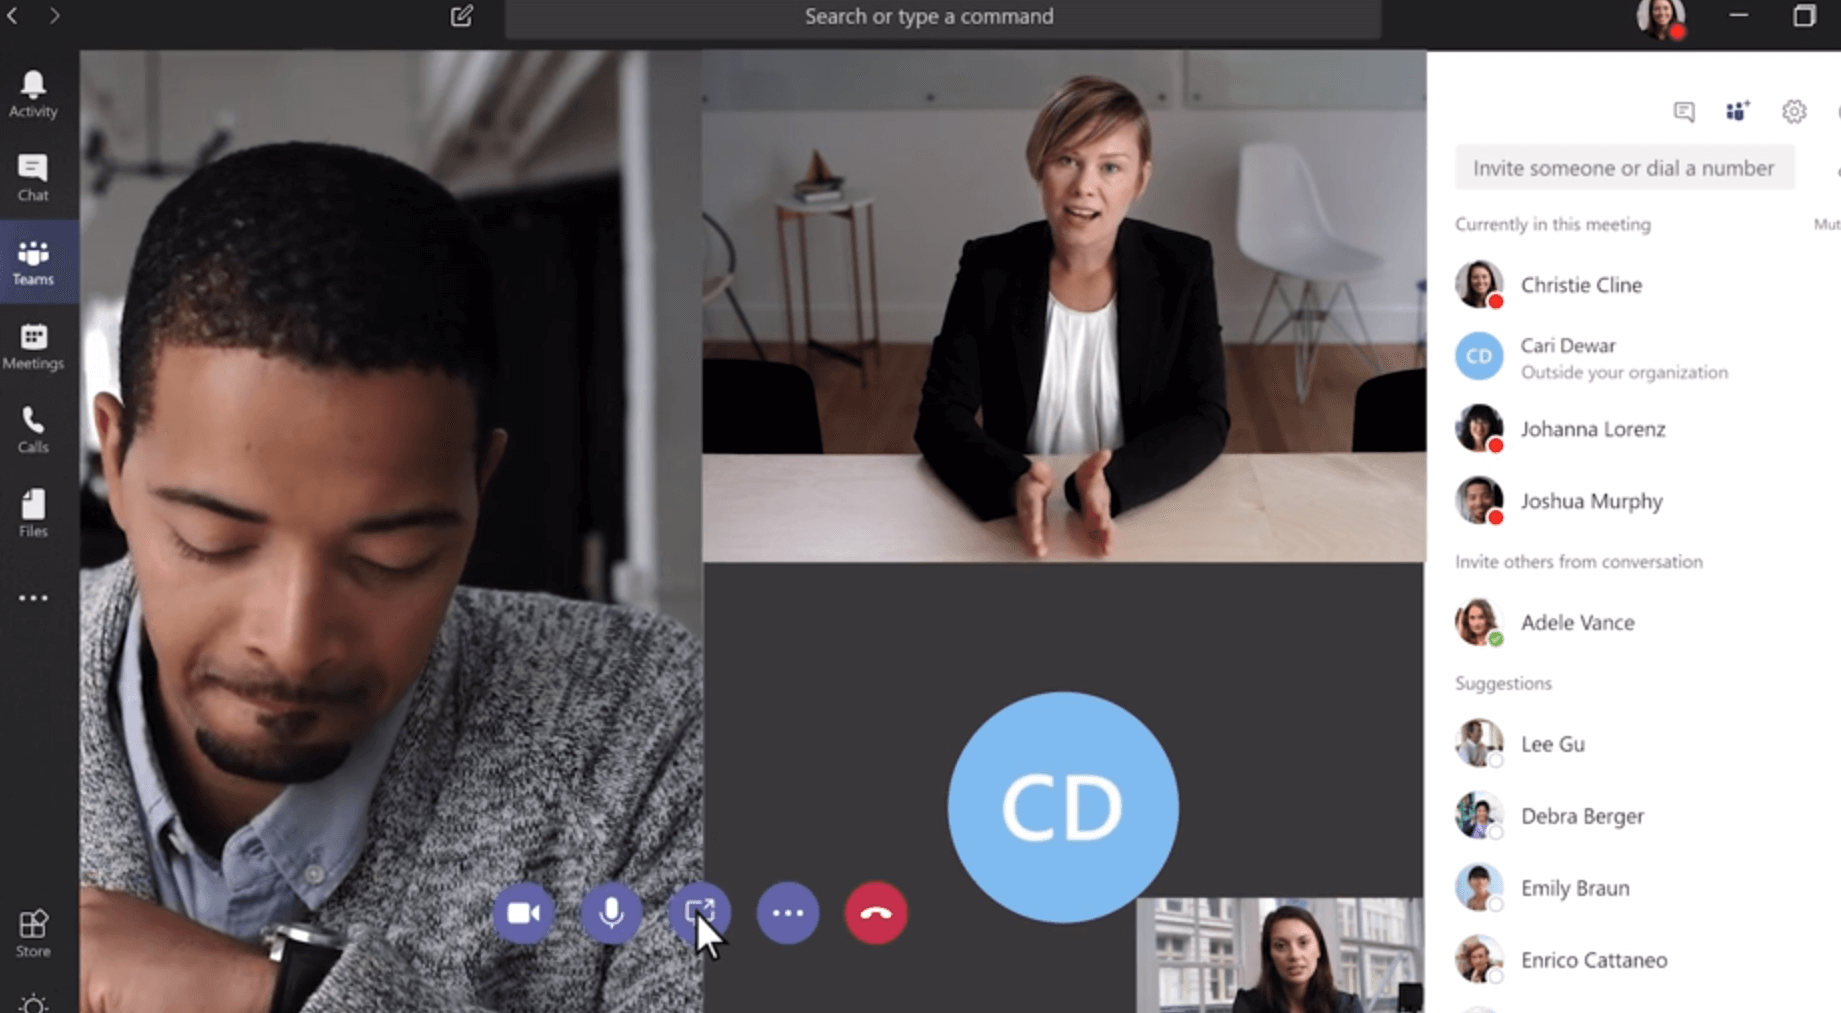 Search or type a command
Activity
Chat
Teams
Meetings
Calls
Files
Store
CD
Invite someone or dial a number
Currently in this meeting
Christie Cline
CD
Cari Dewar
Outside your organization
Johanna Lorenz
Joshua Murphy
Invite others from conversation
Adele Vance
Suggestions
Lee Gu
Debra Berger
Emily Braun
Enrico Cattaneo